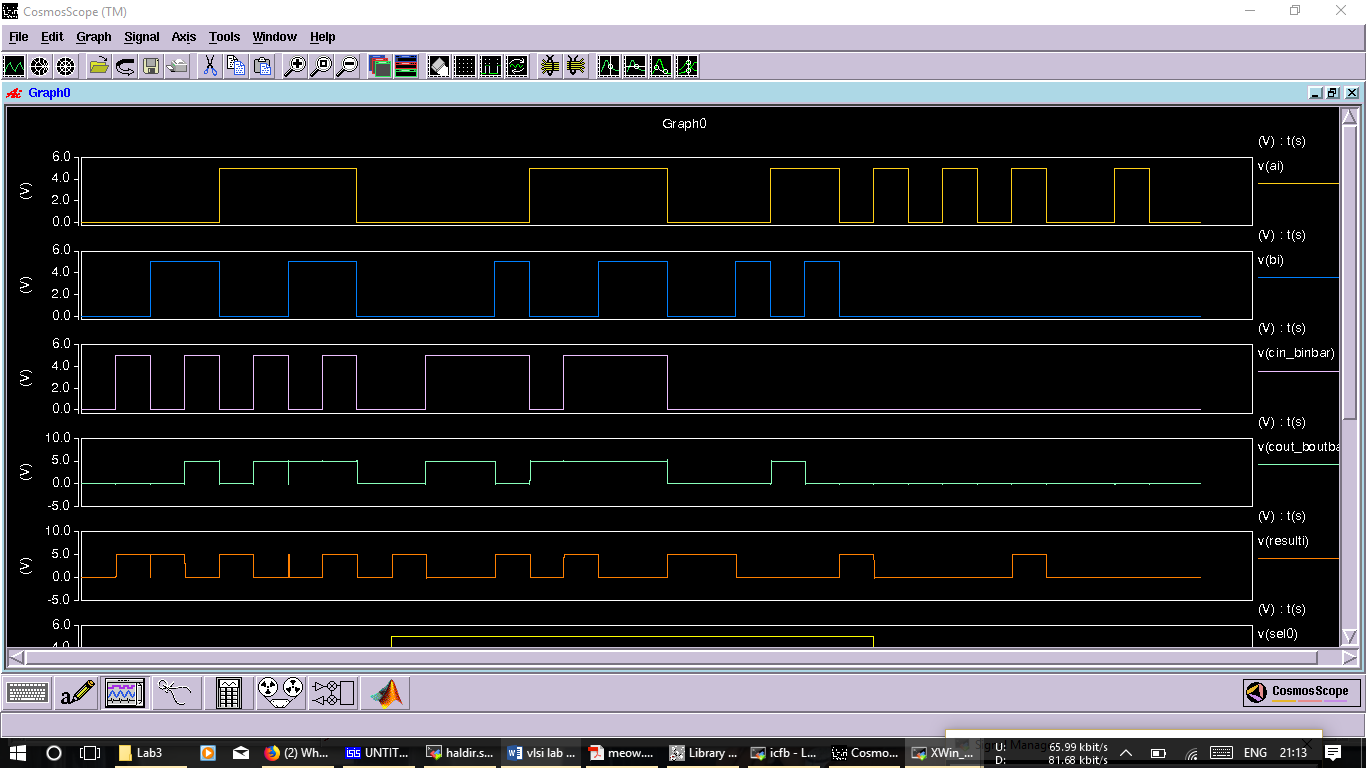 CosmosScope (TM)
File Edit Graph Signal Axis Tools Window Help
Graph0
Graph0
(V) : t(s)
v(ai)
(V)
6.0
4.0
2.0
0.0
(V) : t(s)
v(bi)
(V)
6.0
4.0
2.0
0.0
(V) : t(s)
v(cin_binbar)
(V)
6.0
4.0
2.0
0.0
(V) : t(s)
v(cout_boutba
(V)
10.0
5.0
0.0
-5.0
(V) : t(s)
v(resulti)
(V)
10.0
5.0
0.0
-5.0
(V) : t(s)
v(sel0)
6.0
4.0
a
CosmosScope
Lab3
(2) Wh...
ISIS UNTIT...
haldir.s...
vlsi lab ...
meow....
Library ...
icfb - L...
Cosmo...
XWin_...
U: 65.99 kbit/s
D: 81.68 kbit/s
ENG 21:13